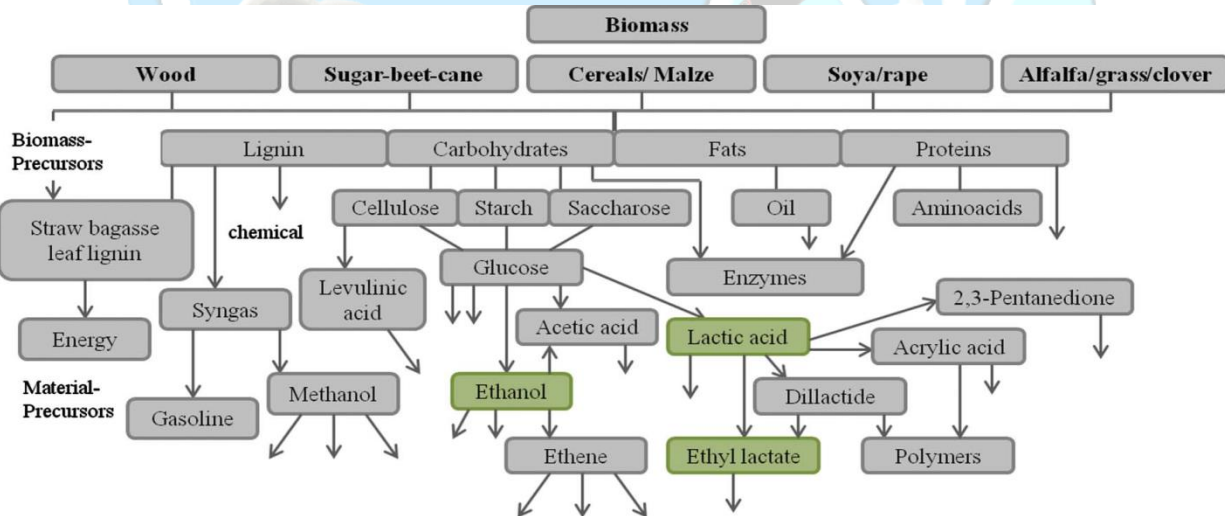 Biomass
Wood
Sugar-beet-cane
Cereals/ Malze
Soya/rape
Alfalfa/grass/clover
Biomass-
Precursors
Lignin
Carbohydrates
Fats
Proteins
Straw bagasse
leaf lignin
chemical
Cellulose
Starch
Saccharose
Oil
Aminoacids
Glucose
Enzymes
Levulinic
acid
Syngas
2,3-Pentanedione
Energy
Acetic acid
Lactic acid
Acrylic acid
Material-
Precursors
Gasoline
Methanol
Ethanol
Dillactide
Ethene
Ethyl lactate
Polymers